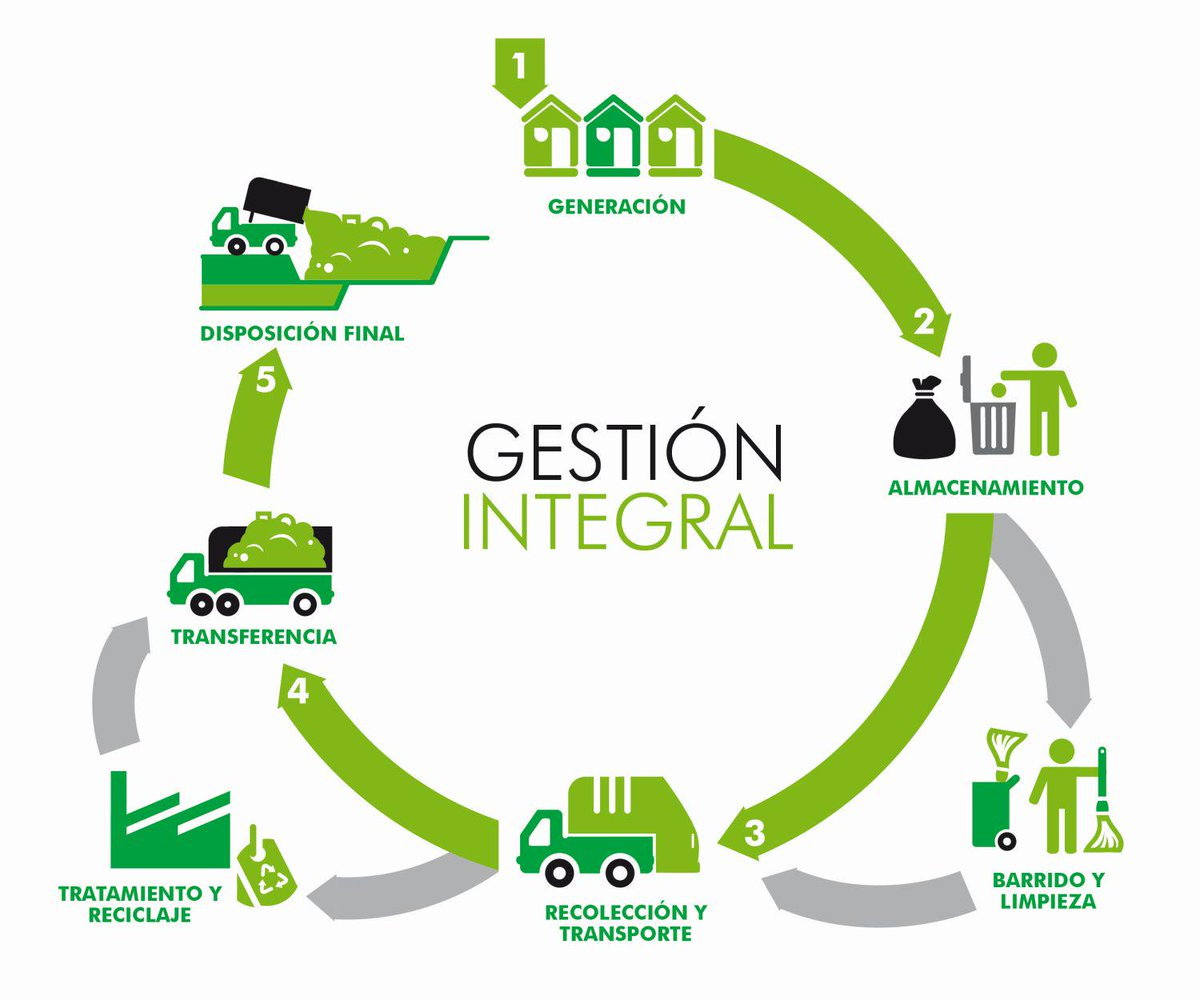 1
GENERACIÓN
2
ALMACENAMIENTO
BARRIDO Y
LIMPIEZA
3
RECOLECCIÓN Y
TRANSPORTE
TRATAMIENTO Y
RECICLAJE
4
TRANSFERENCIA
5
DISPOSICIÓN FINAL
GESTIÓN
INTEGRAL